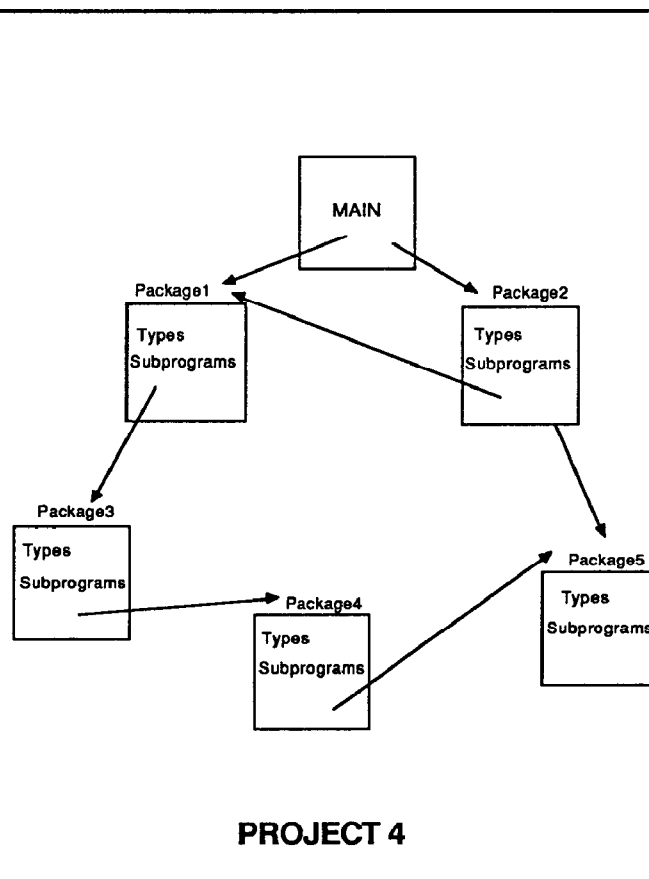 MAIN
Package1
Types
Subprograms
Package2
Types
Subprograms
Package3
Types
Subprograms
Package4
Types
Subprograms
Package5
Types
Subprograms
PROJECT 4